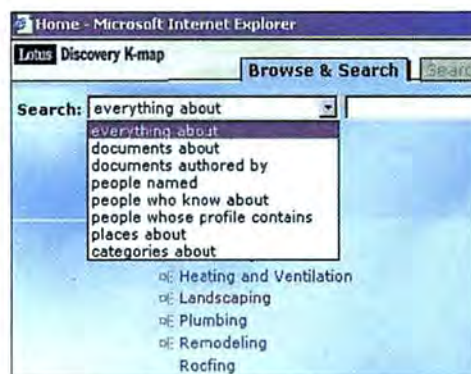 Home - Microsoft Internet Explorer
Lotus Discovery K-map
Browse & Search
Search: everything about
everything about
documents about
documents authored by
people named
people who know about
people whose profile contains
places about
categories about
Heating and Ventilation
Landscaping
Plumbing
Remodeling
Roofing